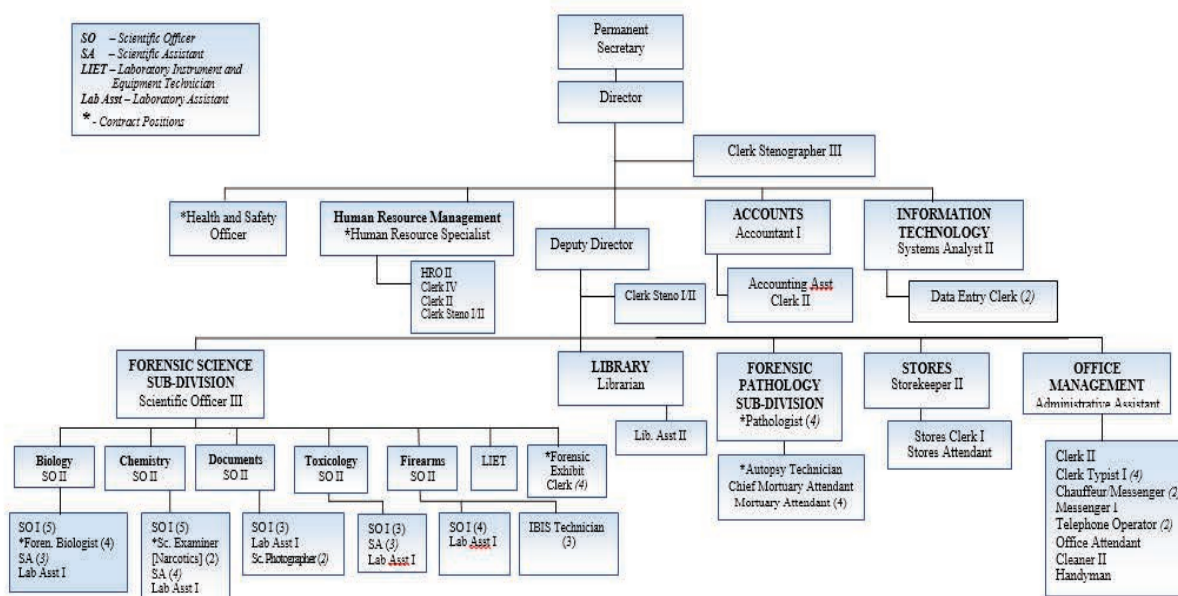 SO – Scientific Officer
SA – Scientific Assistant
LIET – Laboratory Instrument and
Equipment Technician
Lab Asst – Laboratory Assistant
* - Contract Positions
Permanent
Secretary
Director
Clerk Stenographer III
*Health and Safety
Officer
Human Resource Management
*Human Resource Specialist
HRO II
Clerk IV
Clerk II
Clerk Steno I/II
Deputy Director
Clerk Steno I/II
ACCOUNTS
Accountant I
Accounting Asst
Clerk II
INFORMATION
TECHNOLOGY
Systems Analyst II
Data Entry Clerk (2)
FORENSIC SCIENCE
SUB-DIVISION
Scientific Officer III
LIBRARY
Librarian
Lib. Asst II
FORENSIC
PATHOLOGY
SUB-DIVISION
*Pathologist (4)
*Autopsy Technician
Chief Mortuary Attendant
Mortuary Attendant (4)
STORES
Storekeeper II
Stores Clerk I
Stores Attendant
OFFICE
MANAGEMENT
Administrative Assistant
Clerk II
Clerk Typist I (4)
Chauffeur/Messenger (2)
Messenger I
Telephone Operator (2)
Office Attendant
Cleaner II
Handyman
Biology
SO II
Chemistry
SO II
Documents
SO II
Toxicology
SO II
Firearms
SO II
LIET
*Forensic
Exhibit
Clerk (4)
SO I (5)
*Foren. Biologist (4)
SA (3)
Lab Asst I
SO I (5)
*Sc. Examiner
[Narcotics] (2)
SA (4)
Lab Asst I
SO I (3)
Lab Asst I
Sc. Photographer (2)
SO I (3)
SA (3)
Lab Asst I
SO I (4)
Lab Asst I
IBIS Technician
(3)